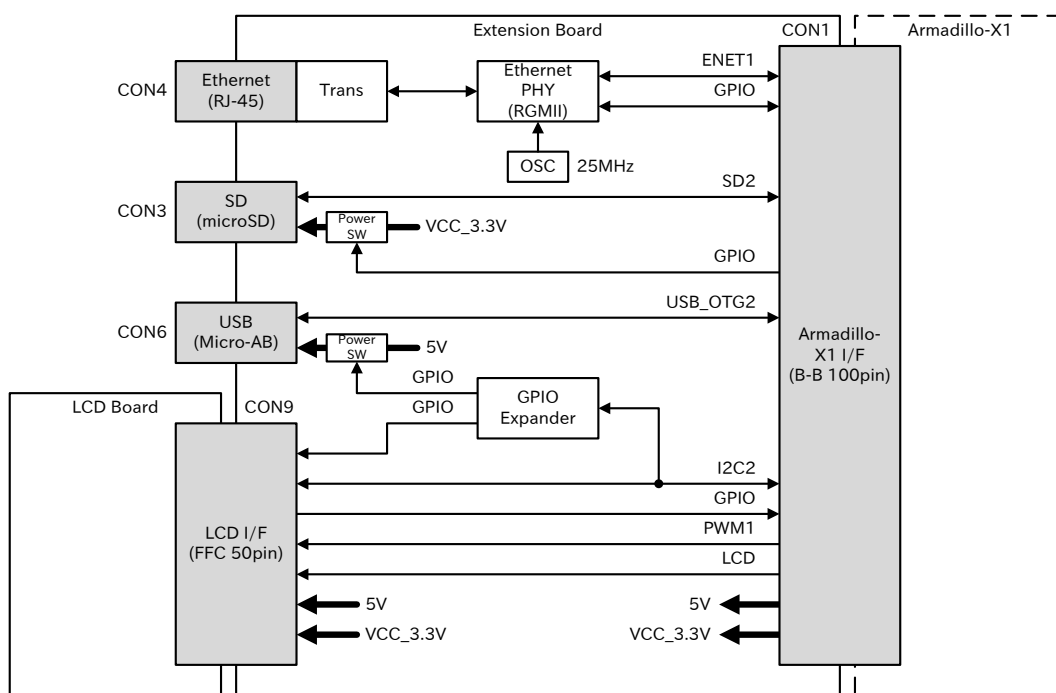 Extension Board
CON1
Armadillo-X1
CON4
Ethernet
(RJ-45)
Trans
Ethernet
PHY
(RGMII)
ENET1
GPIO
OSC
25MHz
CON3
SD
(microSD)
SD2
Power
SW
VCC_3.3V
GPIO
CON6
USB
(Micro-AB)
USB_OTG2
Power
SW
5V
GPIO
GPIO
GPIO
Expander
Armadillo-
X1 I/F
(B-B 100pin)
LCD Board
CON9
LCD I/F
(FFC 50pin)
I2C2
GPIO
PWM1
LCD
5V
VCC_3.3V
5V
VCC_3.3V